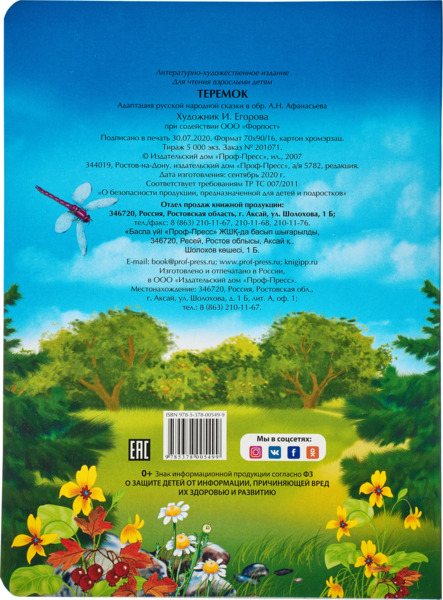 Литературно-художественное издание
Для чтения взрослыми детям
ТЕРЕМОК
Адаптация русской народной сказки в обр. А.Н. Афанасьева
Художник И. Егорова
при содействии ООО «Форпост»
Подписано в печать 30.07.2020. Формат 70х90/16, картон хромэрзац.
Тираж 5 000 экз. Заказ № 201071.
© Издательский дом «Проф-Пресс», ил., 2007
344019, Ростов-на-Дону, издательский дом «Проф-Пресс», а/я 5782, редакция.
Дата изготовления: сентябрь 2020 г.
Соответствует требованиям ТР ТС 007/2011
«О безопасности продукции, предназначенной для детей и подростков»
Отдел продаж книжной продукции:
346720, Россия, Ростовская область, г. Аксай, ул. Шолохова, 1 Б;
тел./факс: 8 (863) 210-11-67, 210-11-68, 210-11-76.
«Баспа үйі «Проф-Пресс» ЖШҚ-да басып шығарылды,
346720, Ресей, Ростов облысы, Аксай қ.,
Шолохов көшесі, 1 Б.
E-mail: book@prof-press.ru, www.prof-press.ru, knigipp.ru
Изготовлено и отпечатано в России,
в ООО «Издательский дом «Проф-Пресс».
Местонахождение: 346720, Россия, Ростовская обл.,
г. Аксай, ул. Шолохова, д. 1 Б, лит. А, оф. 1;
тел.: 8 (863) 210-11-67.
ISBN 978-5-378-00549-9
9 785378 005499
EAC
Мы в соцсетях:
0+ Знак информационной продукции согласно ФЗ
О ЗАЩИТЕ ДЕТЕЙ ОТ ИНФОРМАЦИИ, ПРИЧИНЯЮЩЕЙ ВРЕД
ИХ ЗДОРОВЬЮ И РАЗВИТИЮ